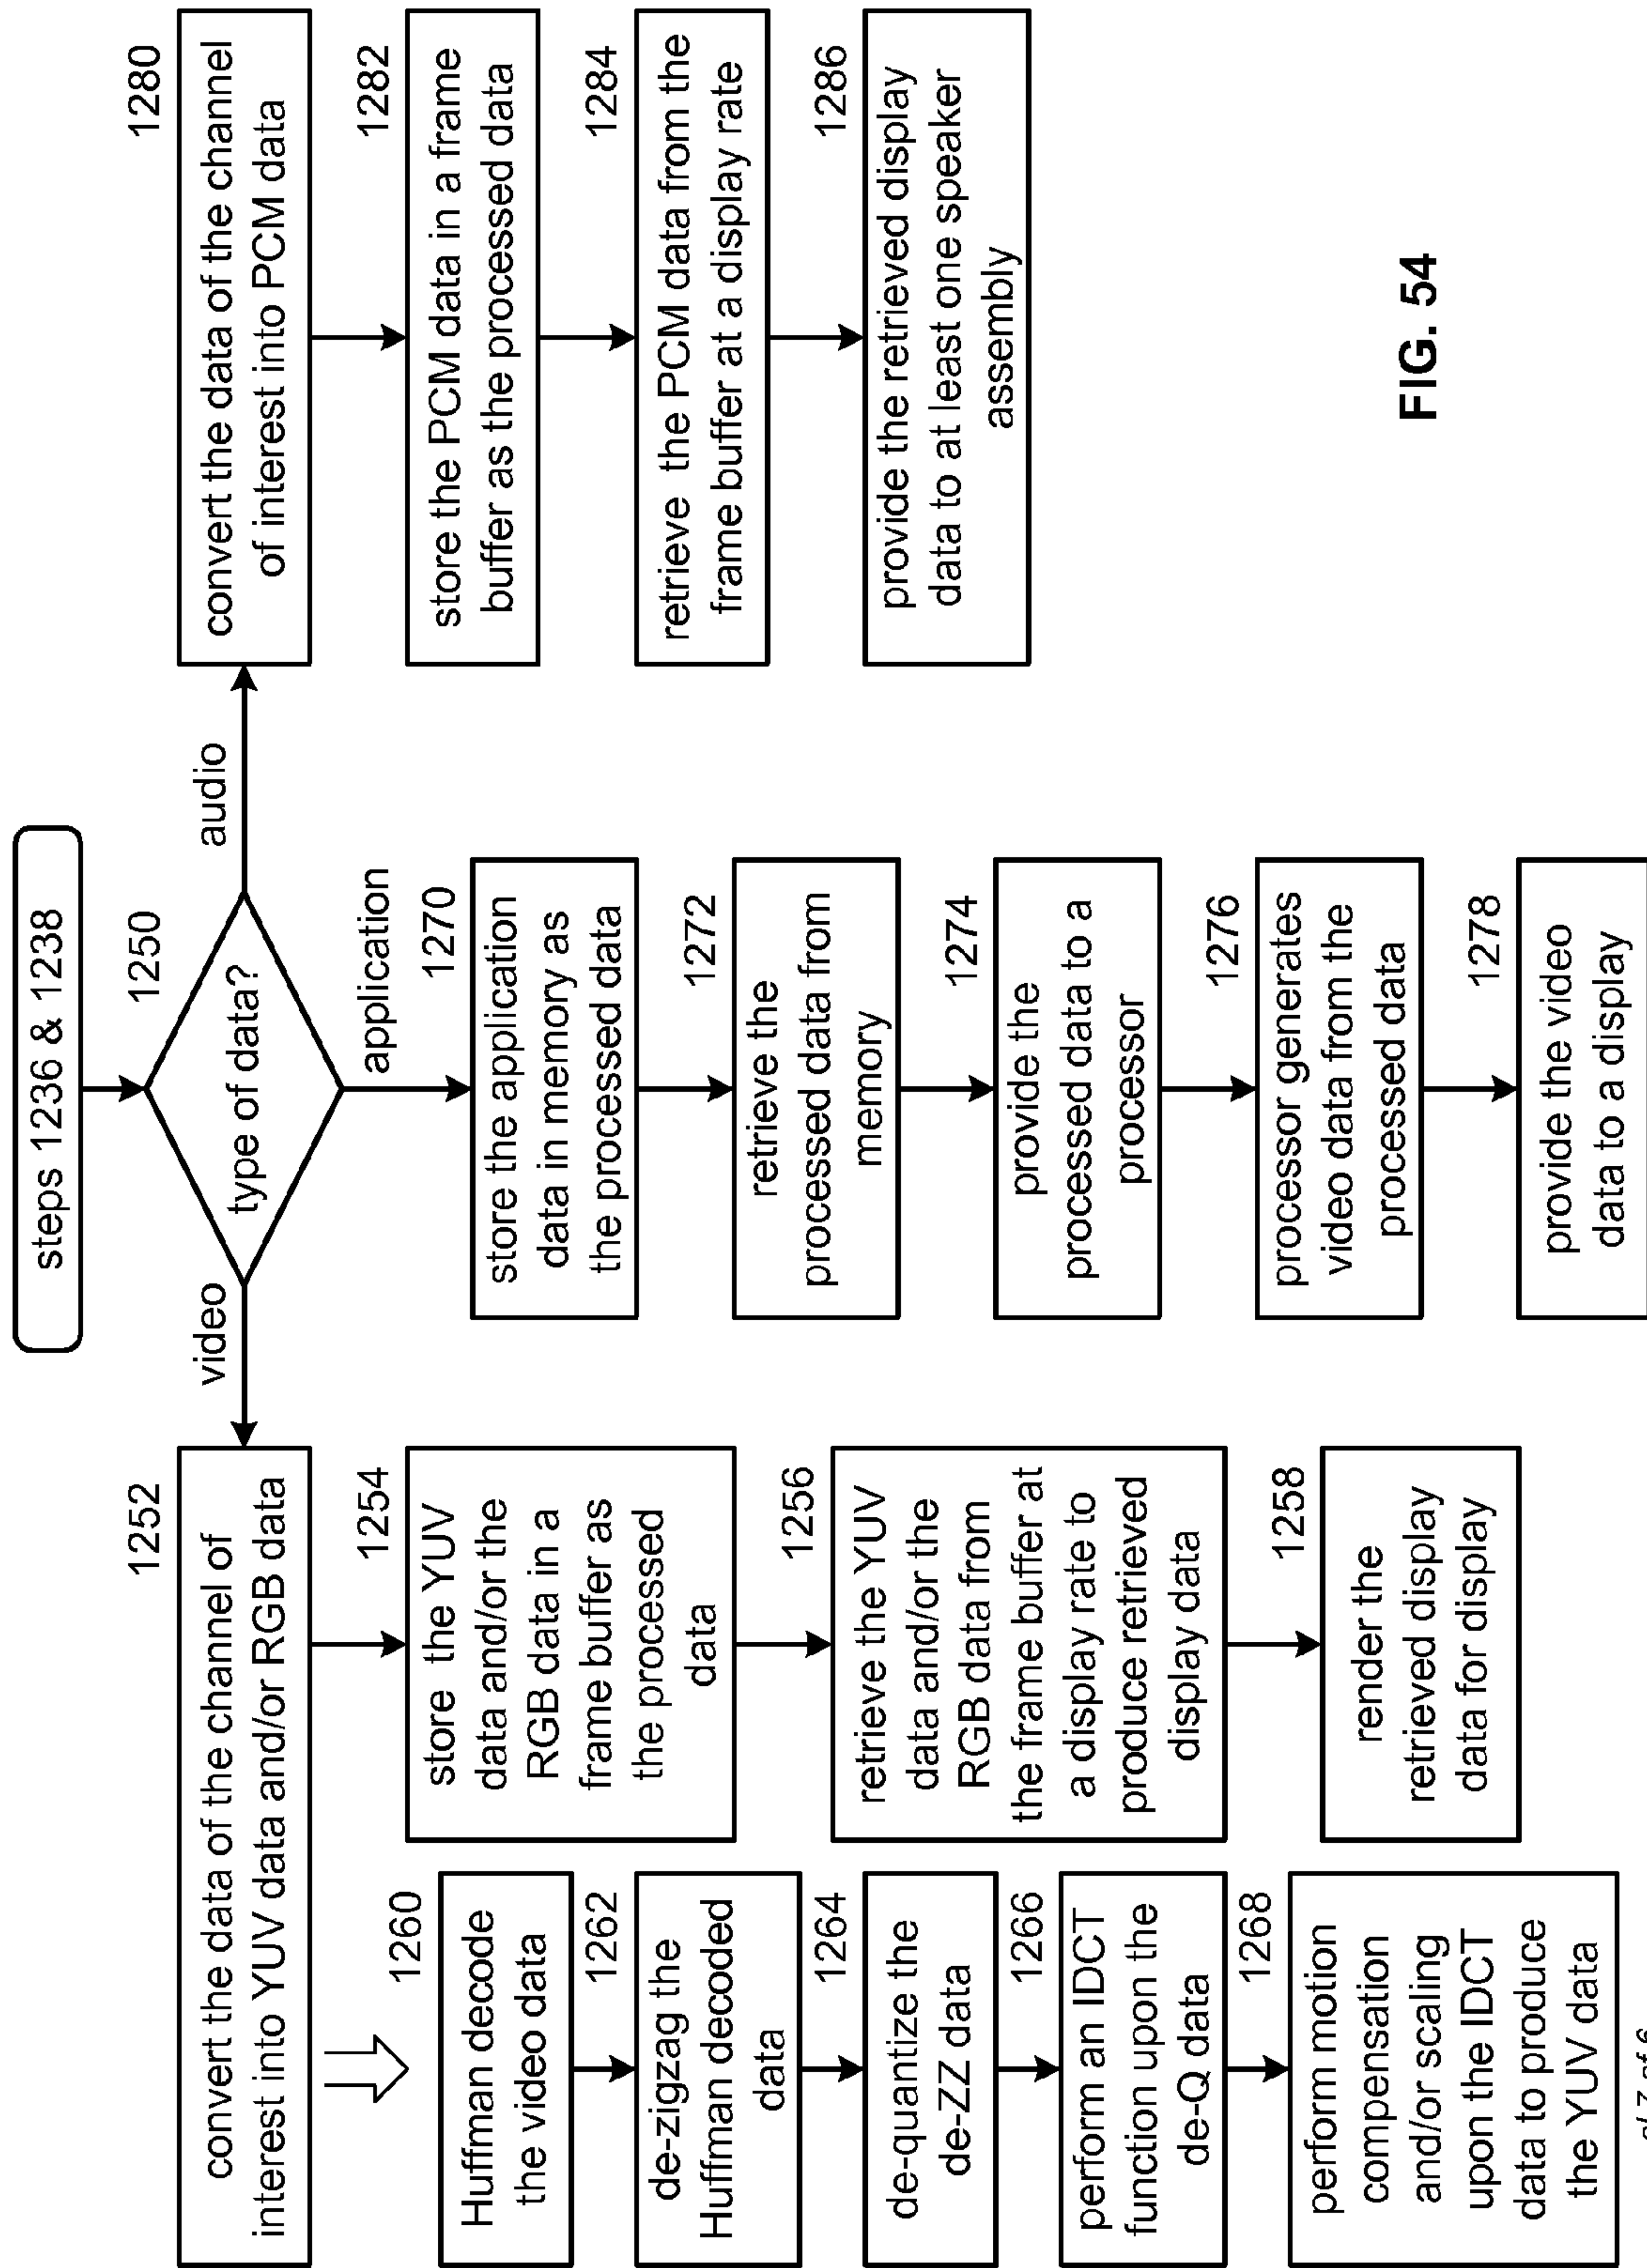 steps 1236 & 1238
1250
type of data?
video
audio
application
1252
convert the data of the channel of
interest into YUV data and/or RGB data
1254
store the YUV
data and/or the
RGB data in a
frame buffer as
the processed
data
1256
retrieve the YUV
data and/or the
RGB data from
the frame buffer at
a display rate to
produce retrieved
display data
1258
render the
retrieved display
data for display
1260
Huffman decode
the video data
1262
de-zigzag the
Huffman decoded
data
1264
de-quantize the
de-ZZ data
1266
perform an IDCT
function upon the
de-Q data
1268
perform motion
compensation
and/or scaling
upon the IDCT
data to produce
the YUV data
1270
store the application
data in memory as
the processed data
1272
retrieve the
processed data from
memory
1274
provide the
processed data to a
processor
1276
processor generates
video data from the
processed data
1278
provide the video
data to a display
1280
convert the data of the channel
of interest into PCM data
1282
store the PCM data in a frame
buffer as the processed data
1284
retrieve the PCM data from the
frame buffer at a display rate
1286
provide the retrieved display
data to at least one speaker
assembly
FIG. 54